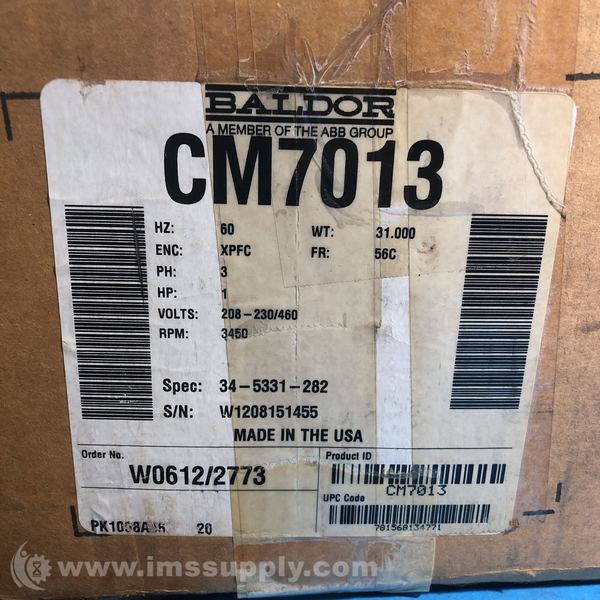 BALDOR
A MEMBER OF THE ABB GROUP
CM7013
HZ: 60 WT: 31.000
ENC: XPFC FR: 56C
PH: 3
HP: 1
VOLTS: 208-230/460
RPM: 3450
Spec: 34-5331-282
S/N: W1208151455
MADE IN THE USA
Order No. Product ID
W0612/2773
CM7013
UPC Code
781568134771
20
www.imssupply.com